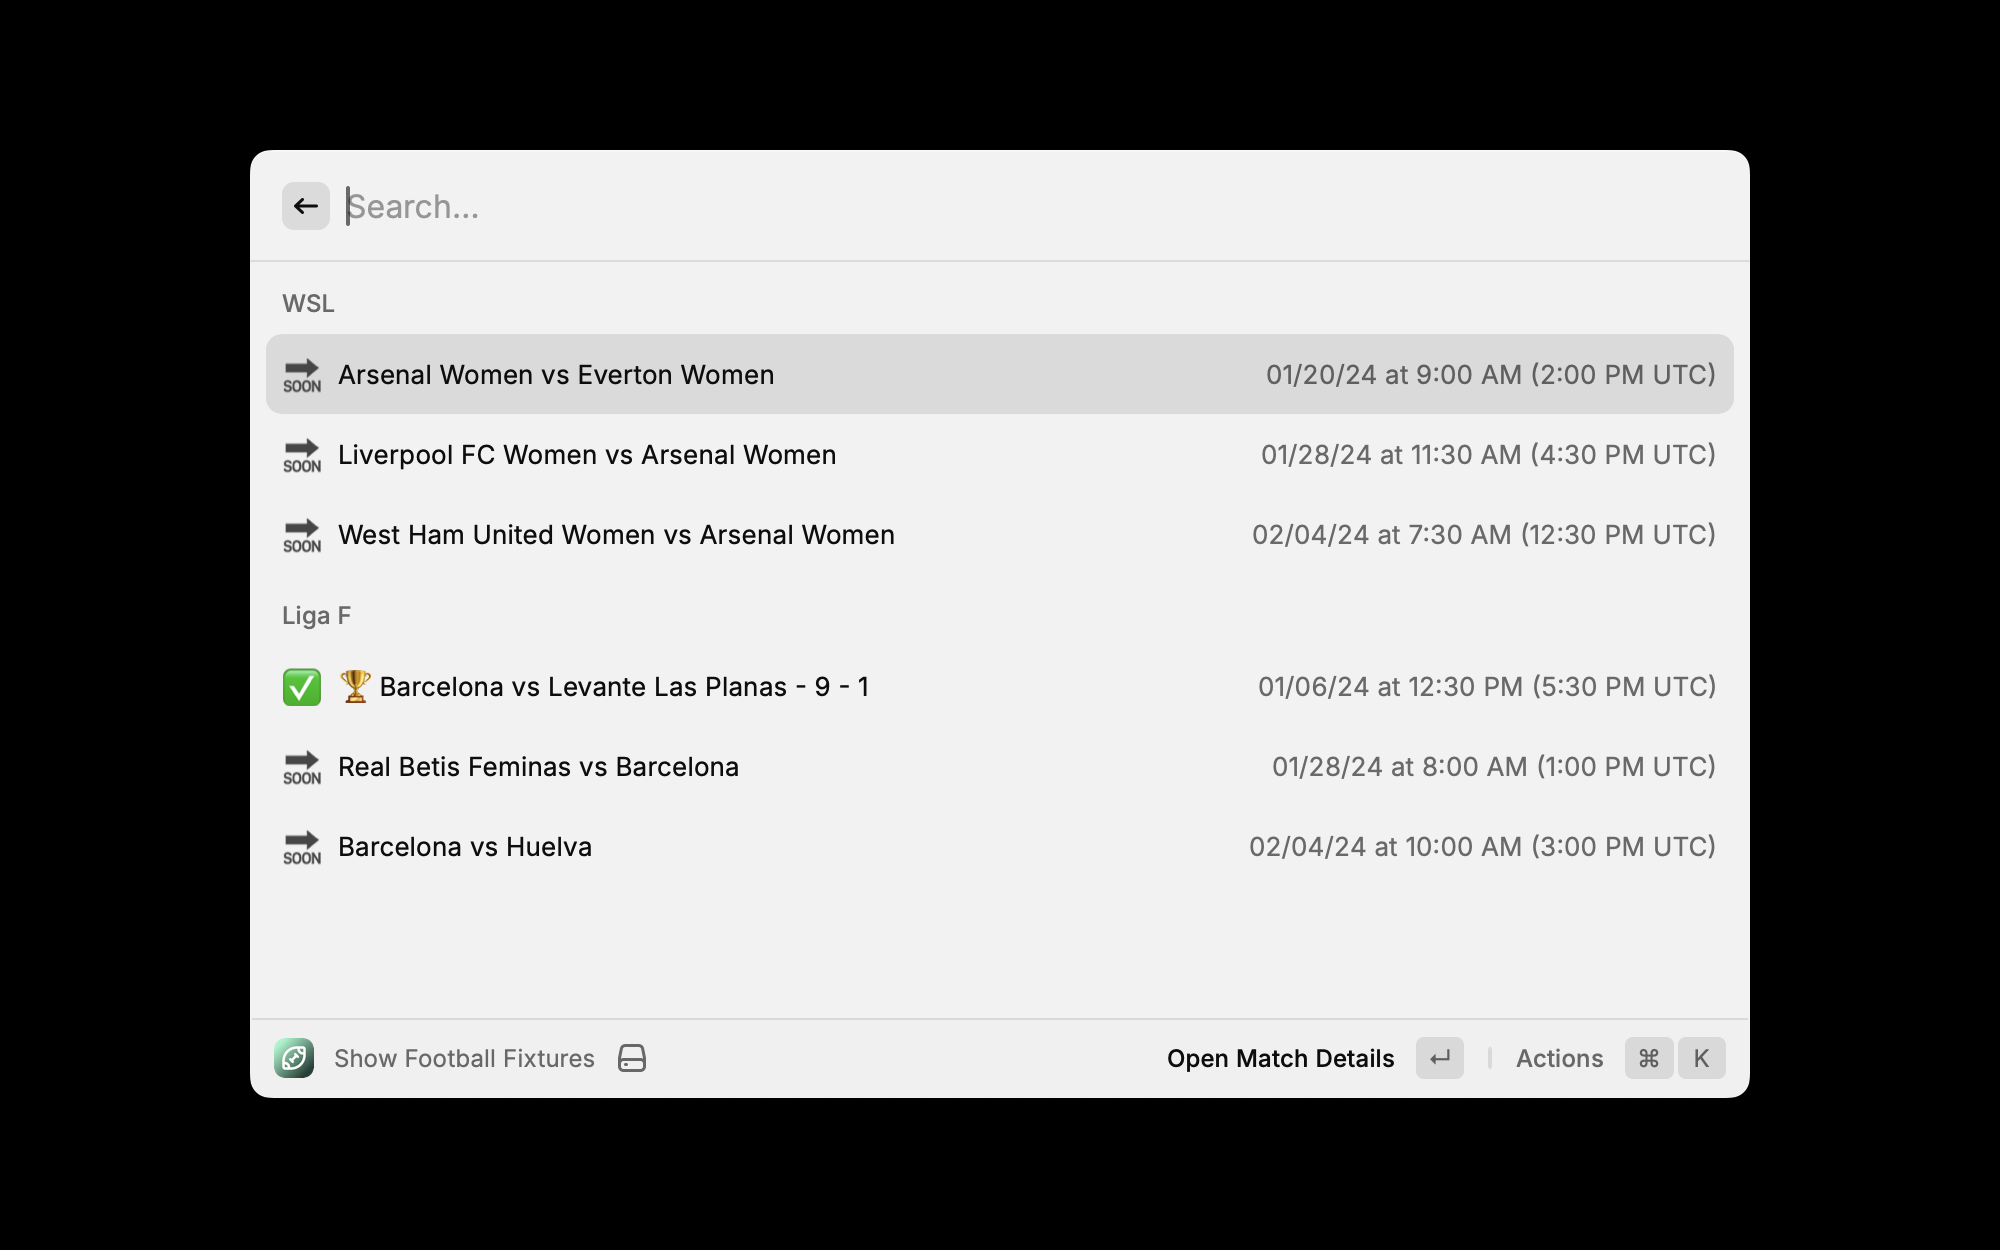 Search...
WSL
SOON Arsenal Women vs Everton Women 01/20/24 at 9:00 AM (2:00 PM UTC)
SOON Liverpool FC Women vs Arsenal Women 01/28/24 at 11:30 AM (4:30 PM UTC)
SOON West Ham United Women vs Arsenal Women 02/04/24 at 7:30 AM (12:30 PM UTC)
Liga F
✅ 🏆 Barcelona vs Levante Las Planas - 9 - 1 01/06/24 at 12:30 PM (5:30 PM UTC)
SOON Real Betis Feminas vs Barcelona 01/28/24 at 8:00 AM (1:00 PM UTC)
SOON Barcelona vs Huelva 02/04/24 at 10:00 AM (3:00 PM UTC)
Show Football Fixtures Open Match Details ↵ Actions ⌘ K